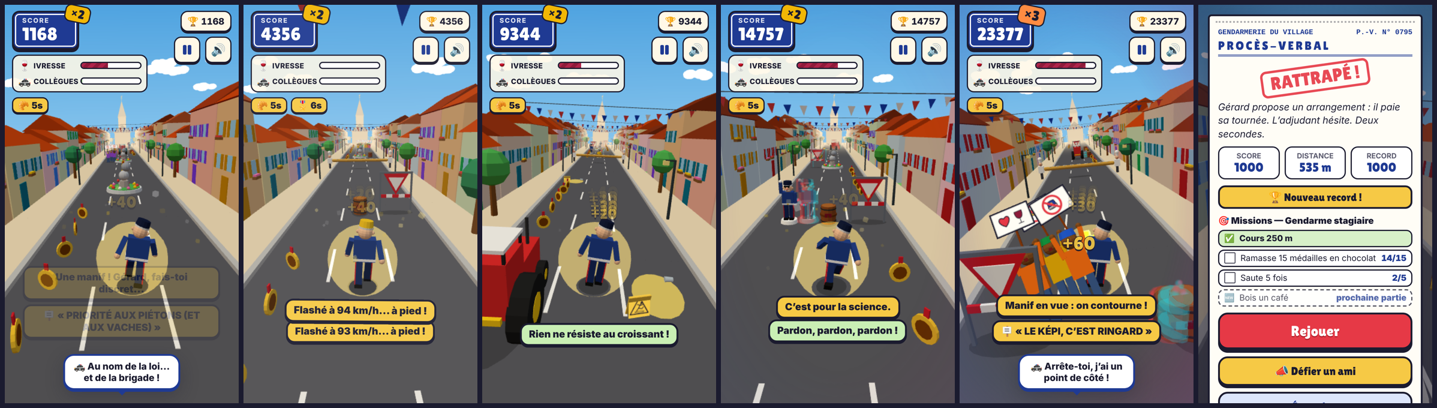 SCORE
1168
×2
🏆 1168
IVRESSE
COLLÈGUES
5s
+40
Une manif ! Gérard, fais-toi
discret…
« PRIORITÉ AUX PIÉTONS (ET
AUX VACHES) »
Au nom de la loi…
et de la brigade !
SCORE
4356
×2
4356
IVRESSE
COLLÈGUES
5s
6s
+40
Flashé à 94 km/h… à pied !
Flashé à 93 km/h… à pied !
SCORE
9344
×2
9344
IVRESSE
COLLÈGUES
5s
Rien ne résiste au croissant !
SCORE
14757
×2
14757
IVRESSE
COLLÈGUES
5s
+40
C'est pour la science.
Pardon, pardon, pardon !
SCORE
23377
×3
23377
IVRESSE
COLLÈGUES
5s
+60
Manif en vue : on contourne !
« LE KÉPI, C'EST RINGARD »
Arrête-toi, j'ai un
point de côté !
GENDARMERIE DU VILLAGE
P.-V. N° 0795
PROCÈS-VERBAL
RATTRAPÉ !
Gérard propose un arrangement : il paie
sa tournée. L'adjudant hésite. Deux
secondes.
SCORE
1000
DISTANCE
535 m
RECORD
1000
Nouveau record !
Missions — Gendarme stagiaire
Cours 250 m
Ramasse 15 médailles en chocolat 14/15
Saute 5 fois 2/5
Bois un café prochaine partie
Rejouer
Défier un ami